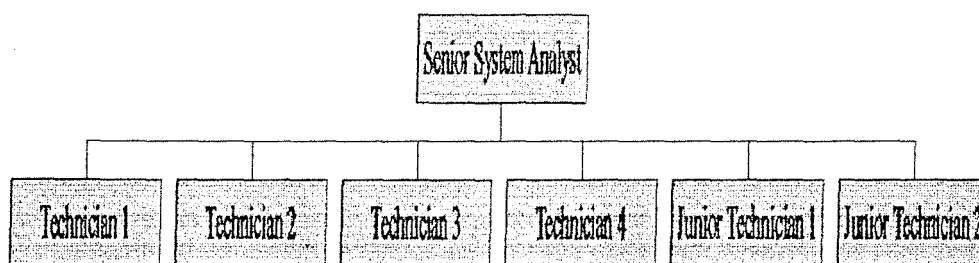 Senior System Analyst
Technician 1
Technician 2
Technician 3
Technician 4
Junior Technician 1
Junior Technician 2